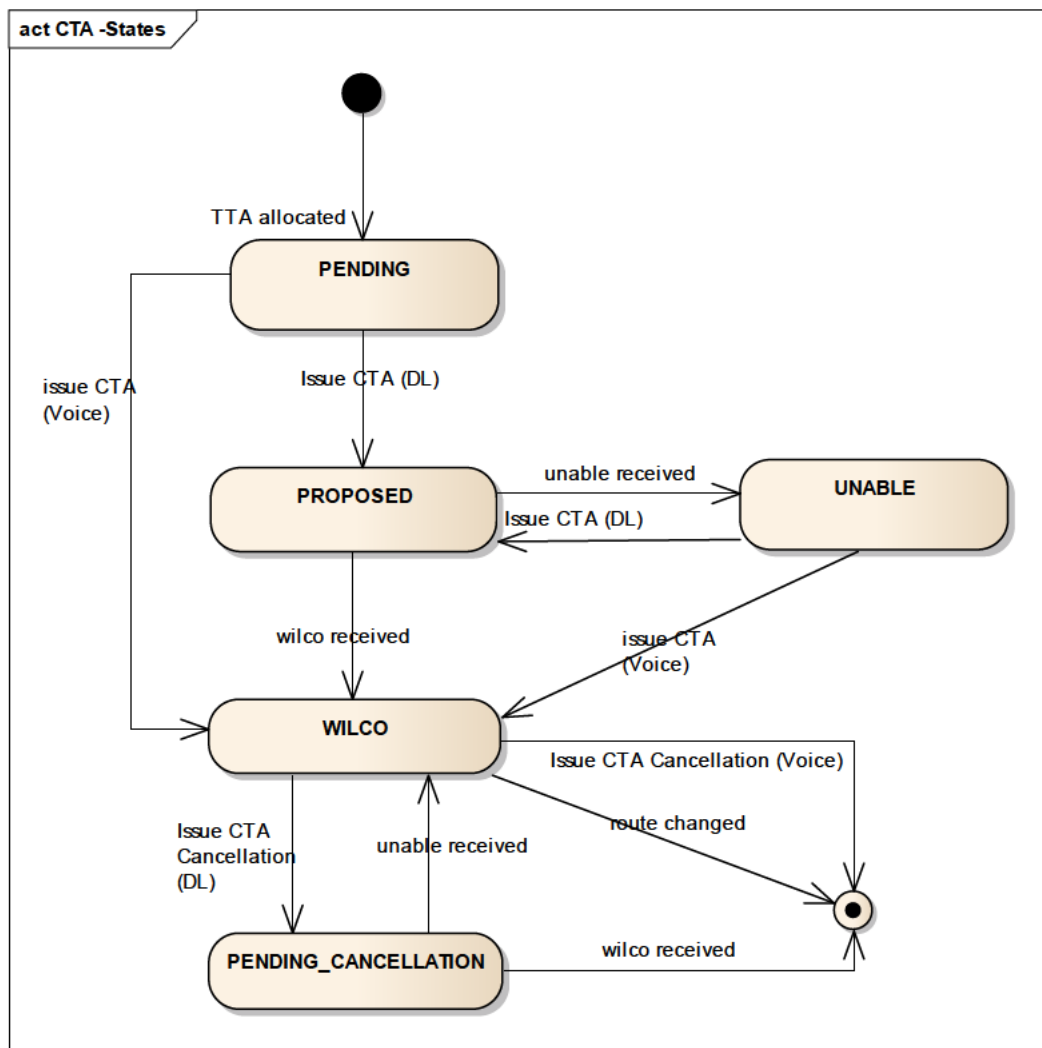 act CTA -States
TTA allocated
PENDING
issue CTA
(Voice)
Issue CTA (DL)
PROPOSED
unable received
UNABLE
Issue CTA (DL)
wilco received
issue CTA
(Voice)
WILCO
Issue CTA Cancellation (Voice)
route changed
Issue CTA
Cancellation
(DL)
unable received
PENDING_CANCELLATION
wilco received